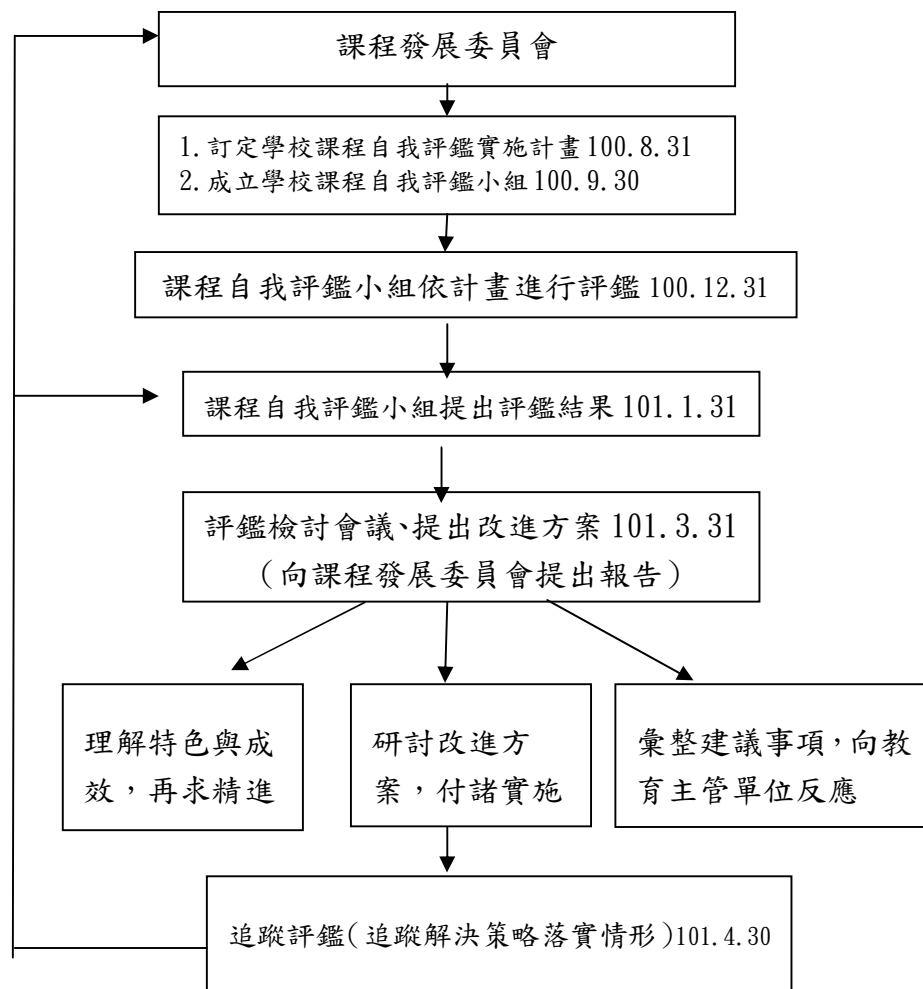 課程發展委員會
1.訂定學校課程自我評鑑實施計畫100.8.31
2.成立學校課程自我評鑑小組100.9.30
課程自我評鑑小組依計畫進行評鑑100.12.31
課程自我評鑑小組提出評鑑結果101.1.31
評鑑檢討會議、提出改進方案101.3.31
（向課程發展委員會提出報告）
理解特色與成
效，再求精進
研討改進方
案，付諸實施
彙整建議事項，向教
育主管單位反應
追蹤評鑑（追蹤解決策略落實情形）101.4.30